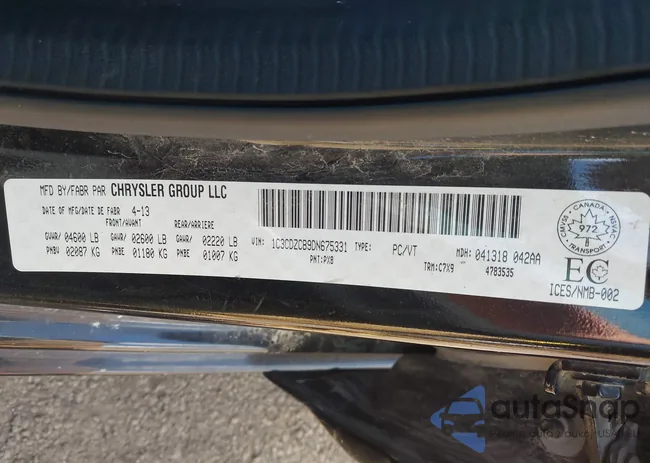 MFD BY/FABR PAR CHRYSLER GROUP LLC
DATE OF MFG/DATE DE FABR 4-13
FRONT/AVANT REAR/ARRIERE
GVWR/ 04600 LB GAWR/ 02600 LB GAWR/ 02220 LB
PNBV 02087 KG PNBE 01180 KG PNBE 01007 KG
VIN: 1C3CDZCB9DN675331 TYPE: PC/VT MDH: 041318 042AA
PNT: PX8 TRM: C7X9 4783535
CMVSS CANADA NSVAC
972
TRANSPORT
EC
ICES/NMB-002
autoSnap